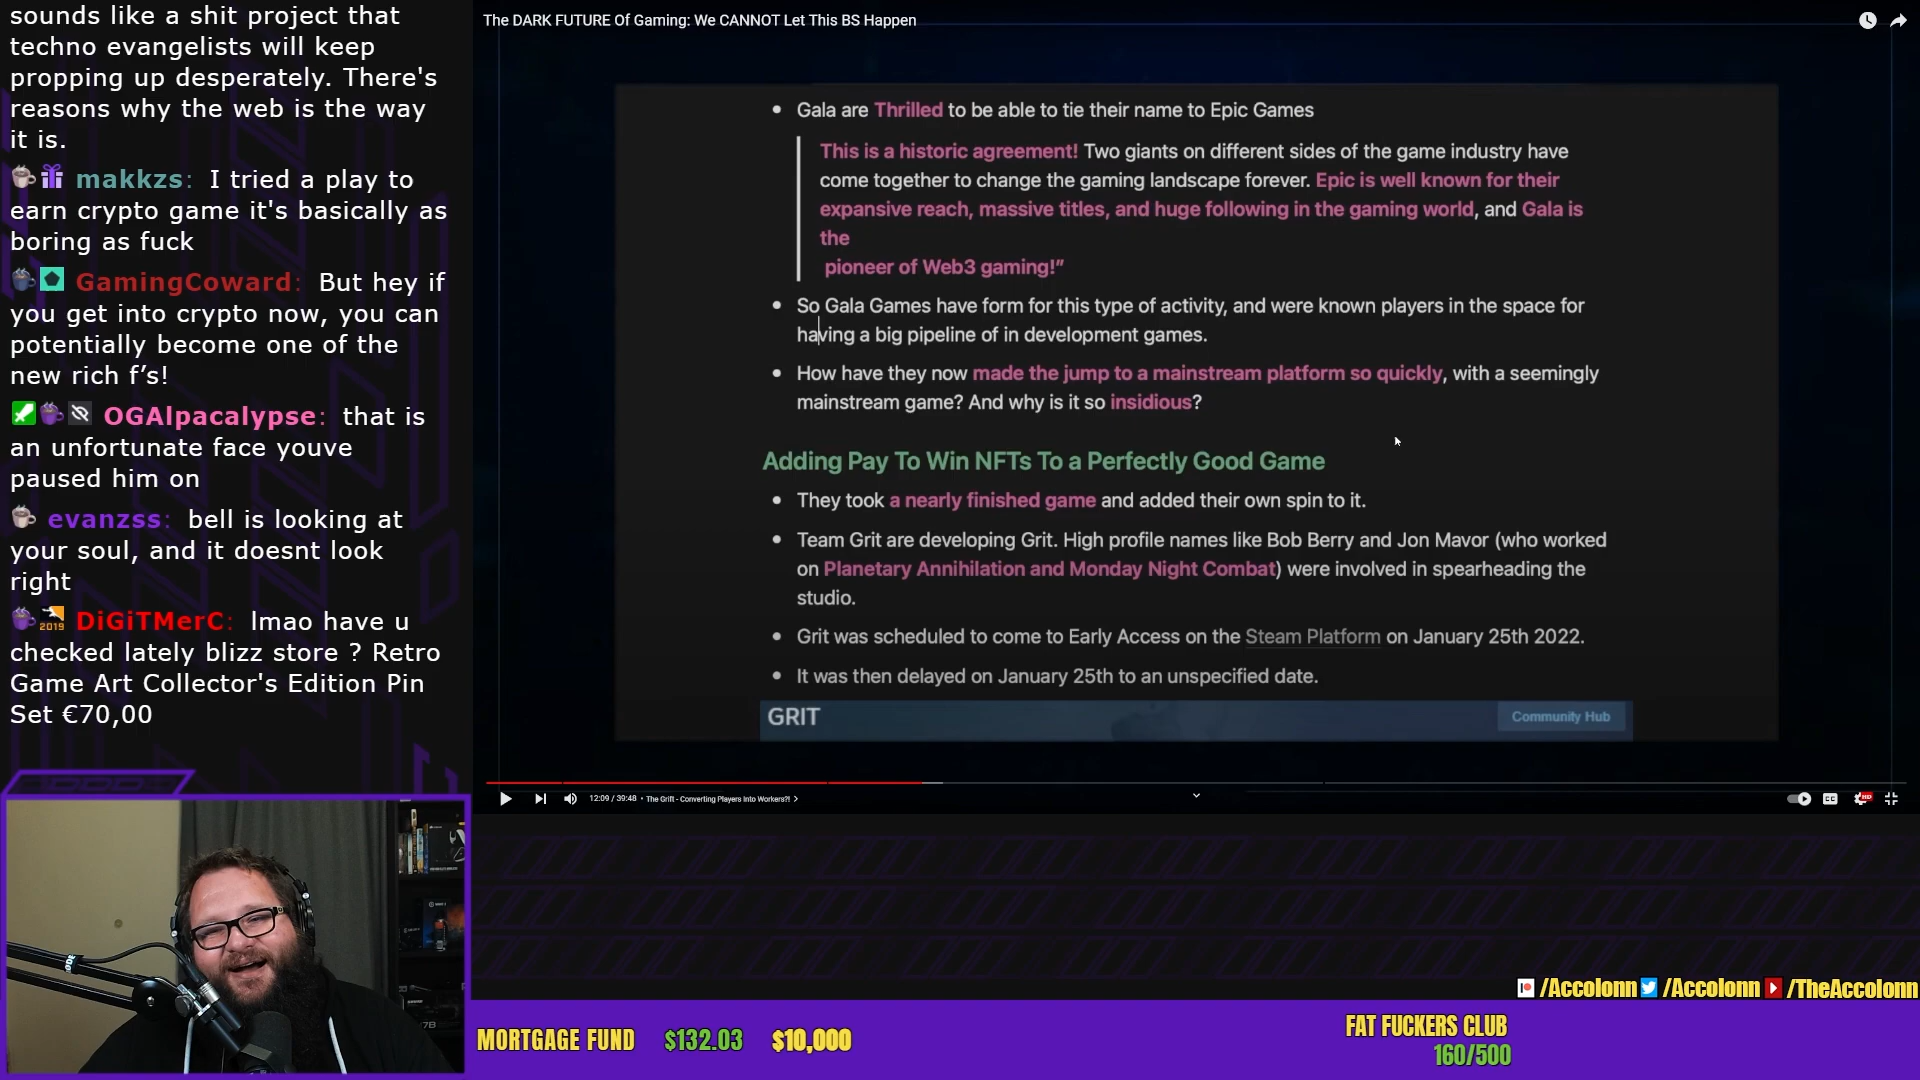 sounds like a shit project that
techno evangelists will keep
propping up desperately. There's
reasons why the web is the way
it is.
makkzs: I tried a play to
earn crypto game it's basically as
boring as fuck
GamingCoward: But hey if
you get into crypto now, you can
potentially become one of the
new rich f's!
OGAlpacalypse: that is
an unfortunate face youve
paused him on
evanzss: bell is looking at
your soul, and it doesnt look
right
2019 DiGiTMerC: lmao have u
checked lately blizz store ? Retro
Game Art Collector's Edition Pin
Set €70,00
The DARK FUTURE Of Gaming: We CANNOT Let This BS Happen
• Gala are Thrilled to be able to tie their name to Epic Games
This is a historic agreement! Two giants on different sides of the game industry have
come together to change the gaming landscape forever. Epic is well known for their
expansive reach, massive titles, and huge following in the gaming world, and Gala is
the
pioneer of Web3 gaming!”
• So Gala Games have form for this type of activity, and were known players in the space for
having a big pipeline of in development games.
• How have they now made the jump to a mainstream platform so quickly, with a seemingly
mainstream game? And why is it so insidious?
Adding Pay To Win NFTs To a Perfectly Good Game
• They took a nearly finished game and added their own spin to it.
• Team Grit are developing Grit. High profile names like Bob Berry and Jon Mavor (who worked
on Planetary Annihilation and Monday Night Combat) were involved in spearheading the
studio.
• Grit was scheduled to come to Early Access on the Steam Platform on January 25th 2022.
• It was then delayed on January 25th to an unspecified date.
GRIT Community Hub
12:09 / 39:48 • The Grift - Converting Players Into Workers?! >
CC HD
/Accolonn /Accolonn /TheAccolonn
MORTGAGE FUND $132.03 $10,000
FAT FUCKERS CLUB
160/500